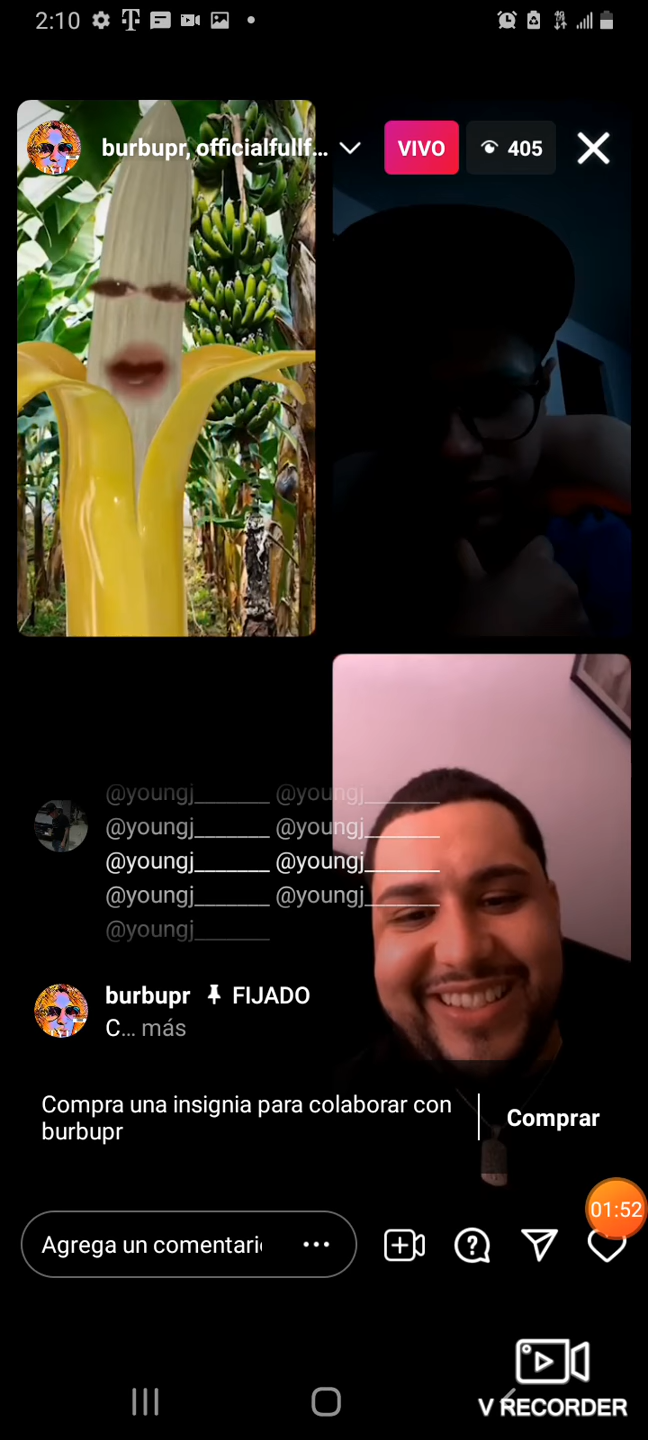 2:10
burbupr, officialfullf...
VIVO
405
@youngj_______ @youngj_______
@youngj_______ @youngj_______
@youngj_______ @youngj_______
@youngj_______ @youngj_______
@youngj_______
burbupr FIJADO
C... más
Compra una insignia para colaborar con
burbupr
Comprar
01:52
Agrega un comentari
V RECORDER